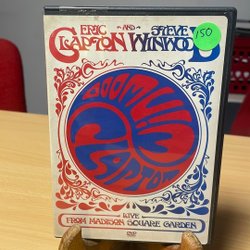 ERIC AND STEVE
CLAPTON WINWOOD
150
WINWOOD
CLAPTON
LIVE
FROM MADISON SQUARE GARDEN
DVD